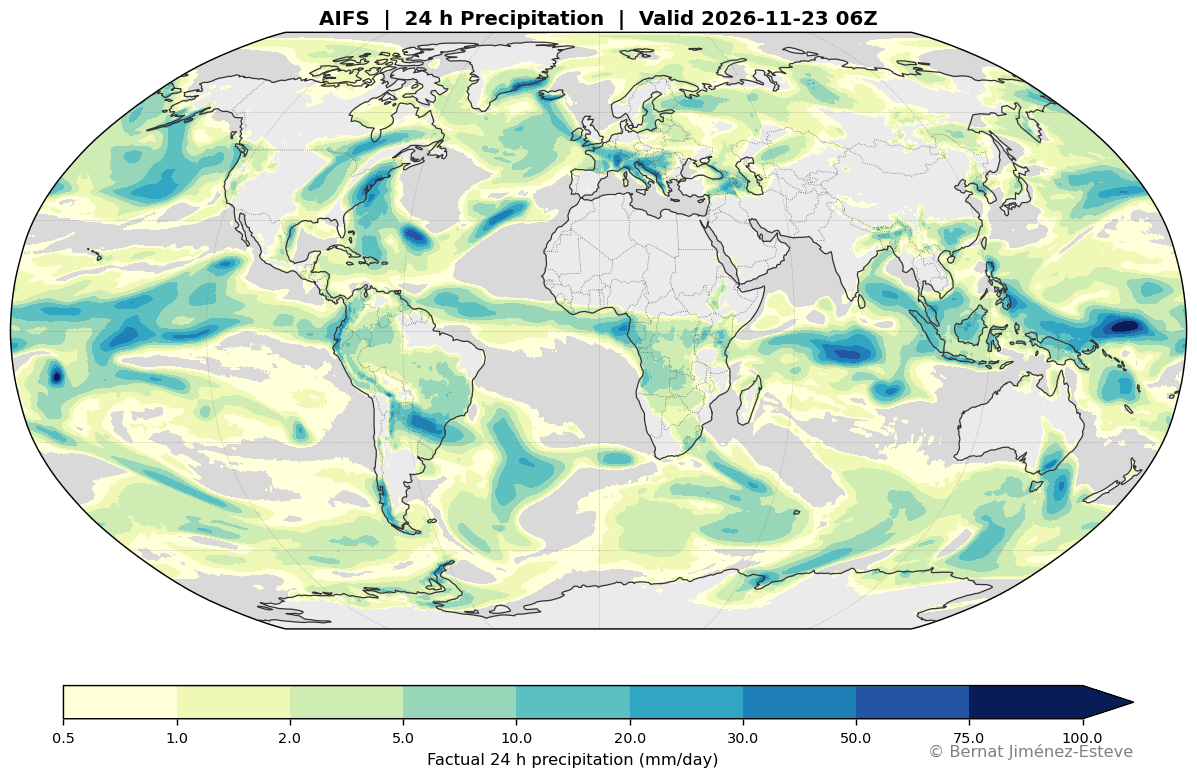 AIFS | 24 h Precipitation | Valid 2026-11-23 06Z
0.5 1.0 2.0 5.0 10.0 20.0 30.0 50.0 75.0 100.0
Factual 24 h precipitation (mm/day)
© Bernat Jiménez-Esteve